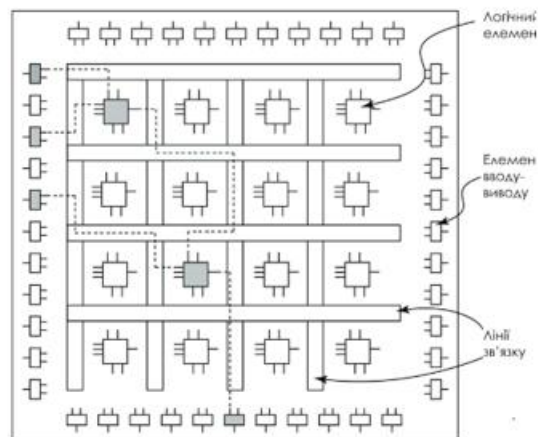 Логічний
елемент
Елемент
вводу-
виводу
Лінії
зв'язку